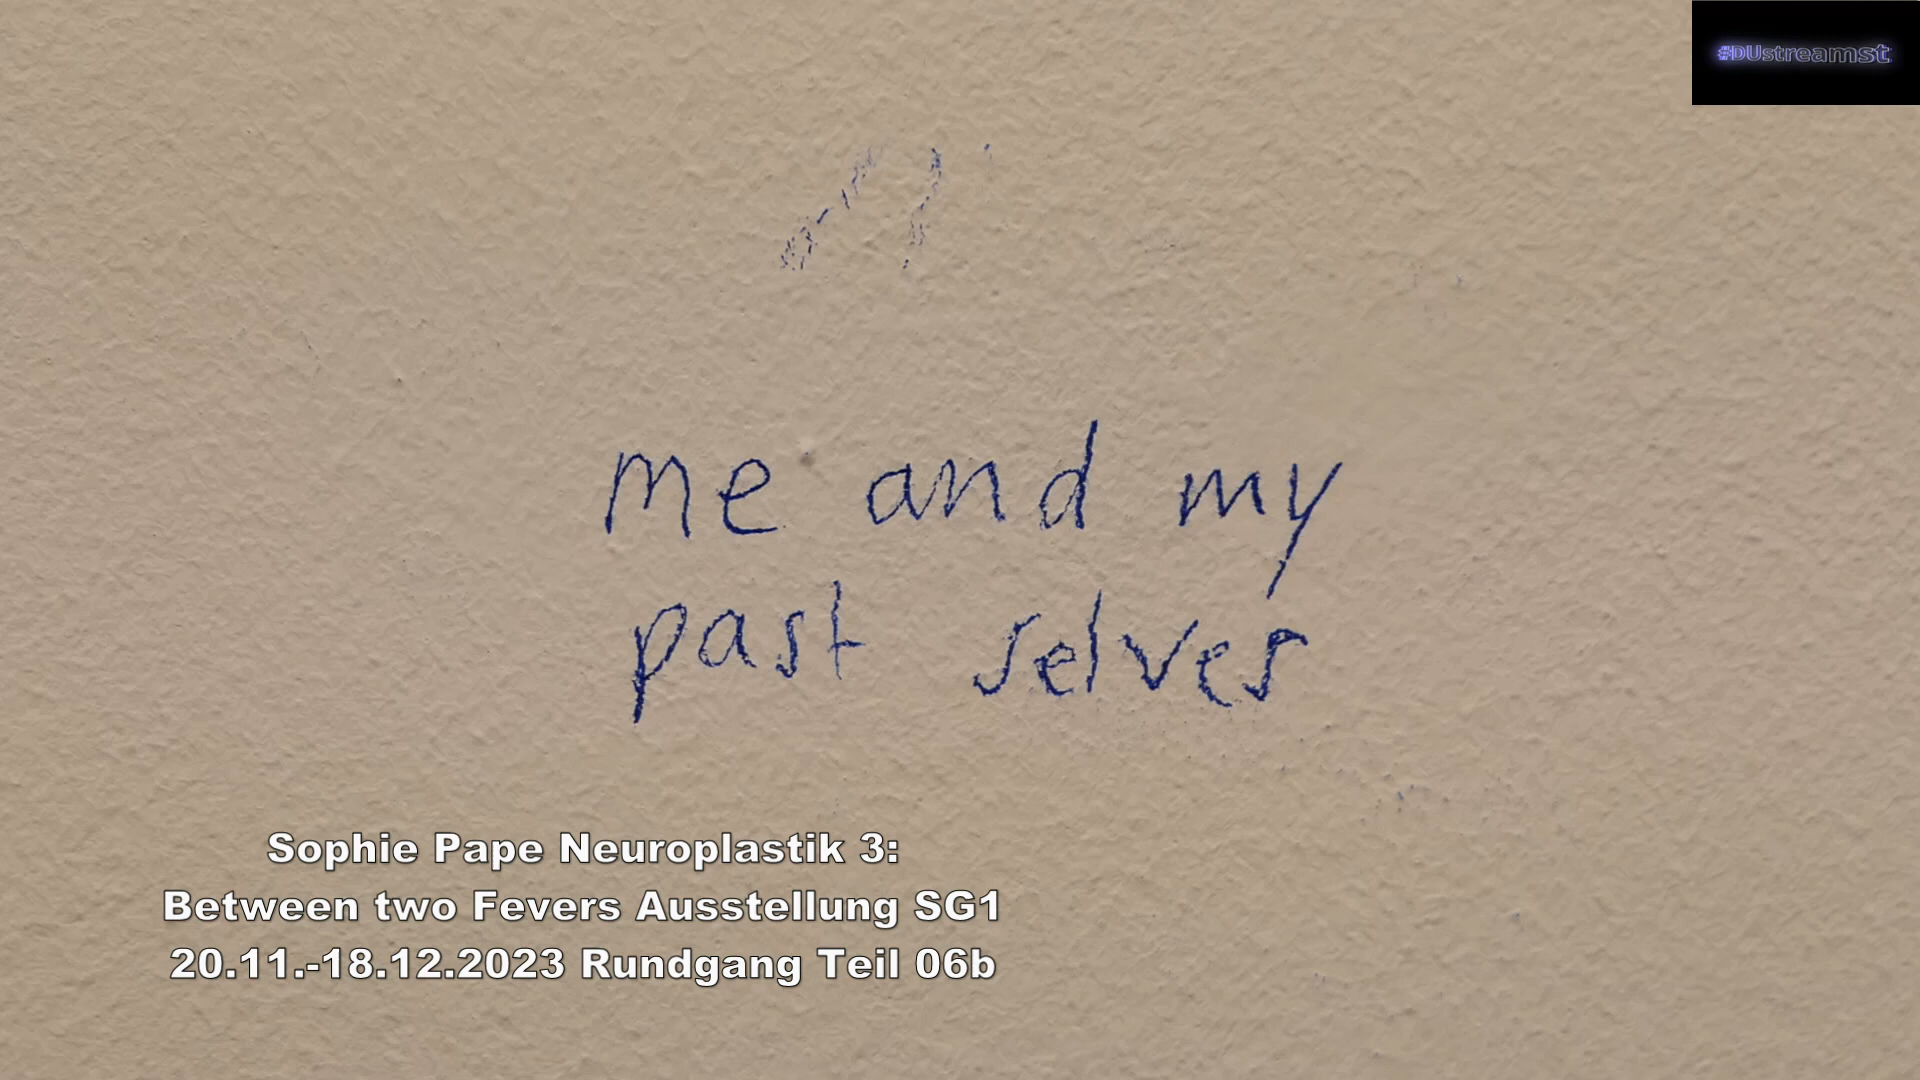 #DUstreamst
me and my
past selves
Sophie Pape Neuroplastik 3:
Between two Fevers Ausstellung SG1
20.11.-18.12.2023 Rundgang Teil 06b